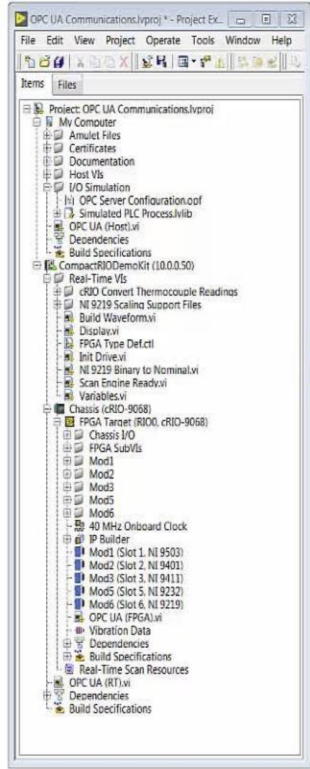 OPC UA Communications.lvproj * - Project Ex...
File Edit View Project Operate Tools Window Help
Items Files
Project: OPC UA Communications.lvproj
My Computer
Amulet Files
Certificates
Documentation
Host VIs
I/O Simulation
OPC Server Configuration.opf
Simulated PLC Process.lvlib
OPC UA (Host).vi
Dependencies
Build Specifications
CompactRIODemoKit (10.0.0.50)
Real-Time VIs
cRIO Convert Thermocouple Readings
NI 9219 Scaling Support Files
Build Waveform.vi
Display.vi
FPGA Type Def.ctl
Init Drive.vi
NI 9219 Binary to Nominal.vi
Scan Engine Ready.vi
Variables.vi
Chassis (cRIO-9068)
FPGA Target (RIO0, cRIO-9068)
Chassis I/O
FPGA SubVIs
Mod1
Mod2
Mod3
Mod5
Mod6
40 MHz Onboard Clock
IP Builder
Mod1 (Slot 1, NI 9503)
Mod2 (Slot 2, NI 9401)
Mod3 (Slot 3, NI 9411)
Mod5 (Slot 5, NI 9232)
Mod6 (Slot 6, NI 9219)
OPC UA (FPGA).vi
Vibration Data
Dependencies
Build Specifications
Real-Time Scan Resources
OPC UA (RT).vi
Dependencies
Build Specifications